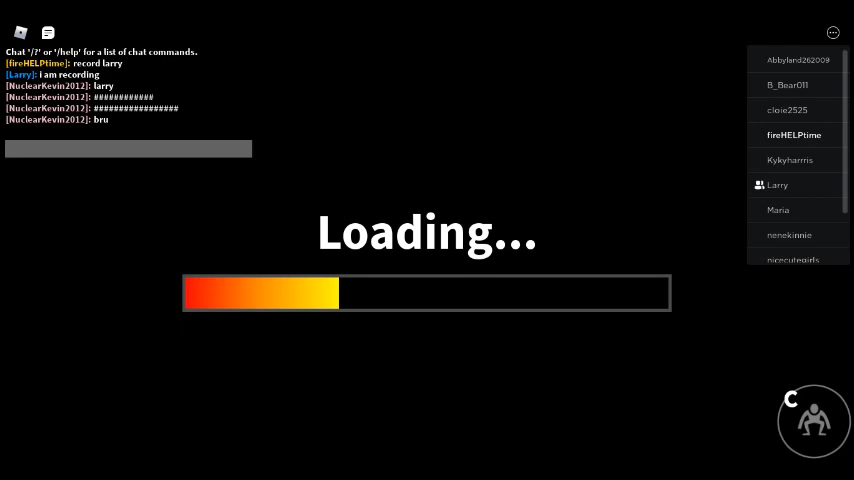 Chat '/?' or '/help' for a list of chat commands.
[fireHELPtime]: record larry
[Larry]: i am recording
[NuclearKevin2012]: larry
[NuclearKevin2012]: ############
[NuclearKevin2012]: #################
[NuclearKevin2012]: bru
Abbyland262009
B_Bear011
cloie2525
fireHELPtime
Kykyharrris
Larry
Maria
nenekinnie
nicecutegirls
Loading...
C